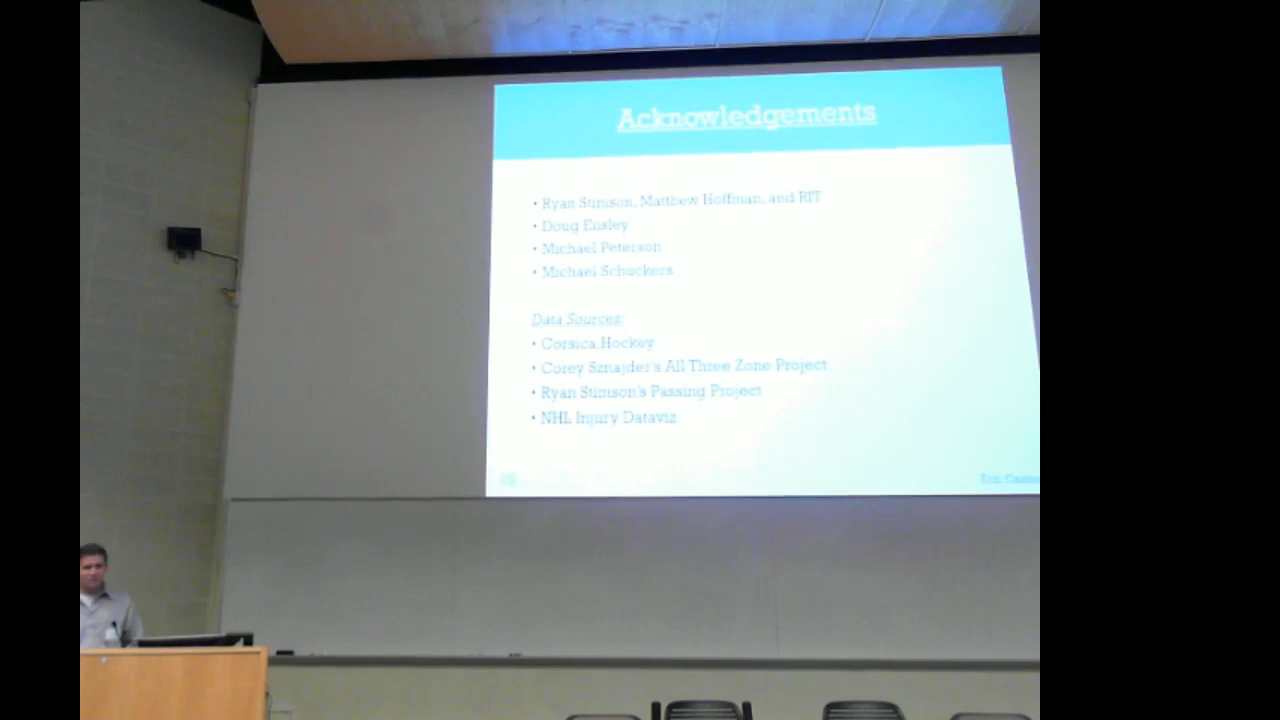 Acknowledgements
• Ryan Stimson, Matthew Hoffman, and RIT
• Doug Ensley
• Michael Peterson
• Michael Schuckers
Data Sources:
• Corsica.Hockey
• Corey Sznajder's All Three Zone Project
• Ryan Stimson's Passing Project
• NHL Injury Dataviz
Eric